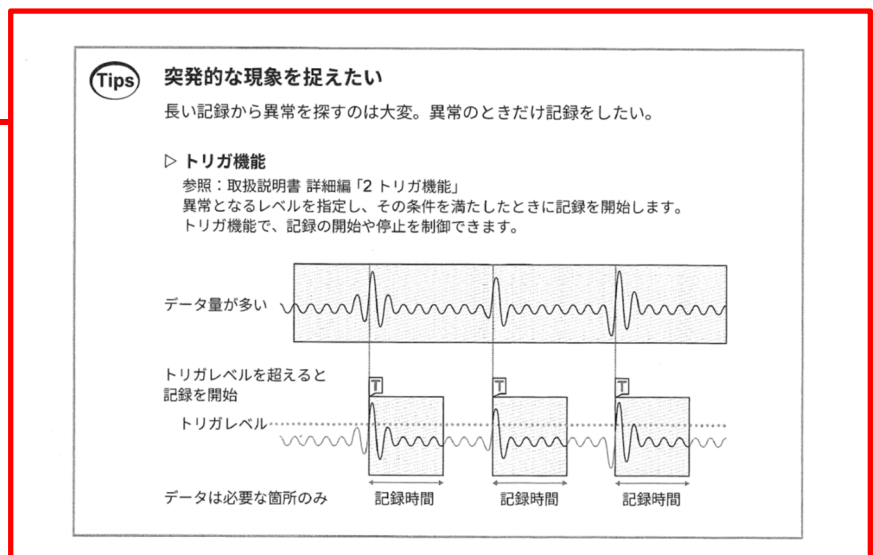 Tips
突発的な現象を捉えたい
長い記録から異常を探すのは大変。異常のときだけ記録をしたい。
▷ トリガ機能
参照：取扱説明書 詳細編「2 トリガ機能」
異常となるレベルを指定し、その条件を満たしたときに記録を開始します。
トリガ機能で、記録の開始や停止を制御できます。
データ量が多い
トリガレベルを超えると
記録を開始
T T T
トリガレベル
データは必要な箇所のみ
記録時間 記録時間 記録時間